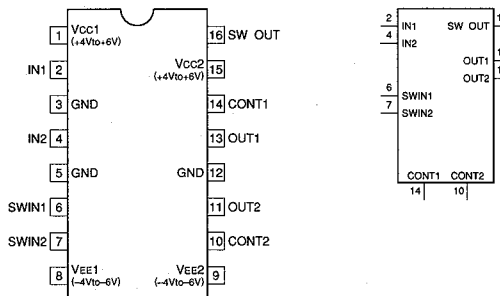 1 VCC1 (+4Vto+6V)
16 SW OUT
IN1 2
VCC2 (+4Vto+6V) 15
3 GND
14 CONT1
IN2 4
13 OUT1
5 GND
GND 12
SWIN1 6
11 OUT2
SWIN2 7
10 CONT2
8 VEE1 (–4Vto–6V)
VEE2 (–4Vto–6V) 9
2 IN1
SW OUT 1
4 IN2
OUT1 1
OUT2 1
6 SWIN1
7 SWIN2
CONT1 CONT2
14 10